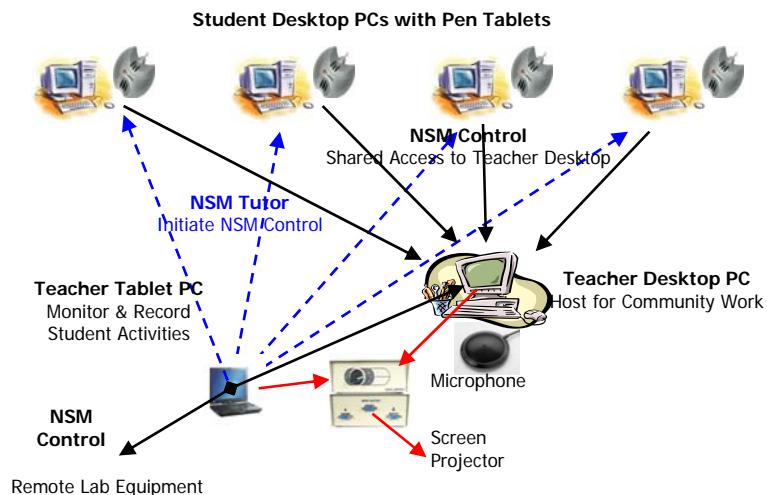 Student Desktop PCs with Pen Tablets
NSM Control
Shared Access to Teacher Desktop
NSM Tutor
Initiate NSM Control
Teacher Tablet PC
Monitor & Record
Student Activities
Teacher Desktop PC
Host for Community Work
Microphone
NSM
Control
Screen
Projector
Remote Lab Equipment